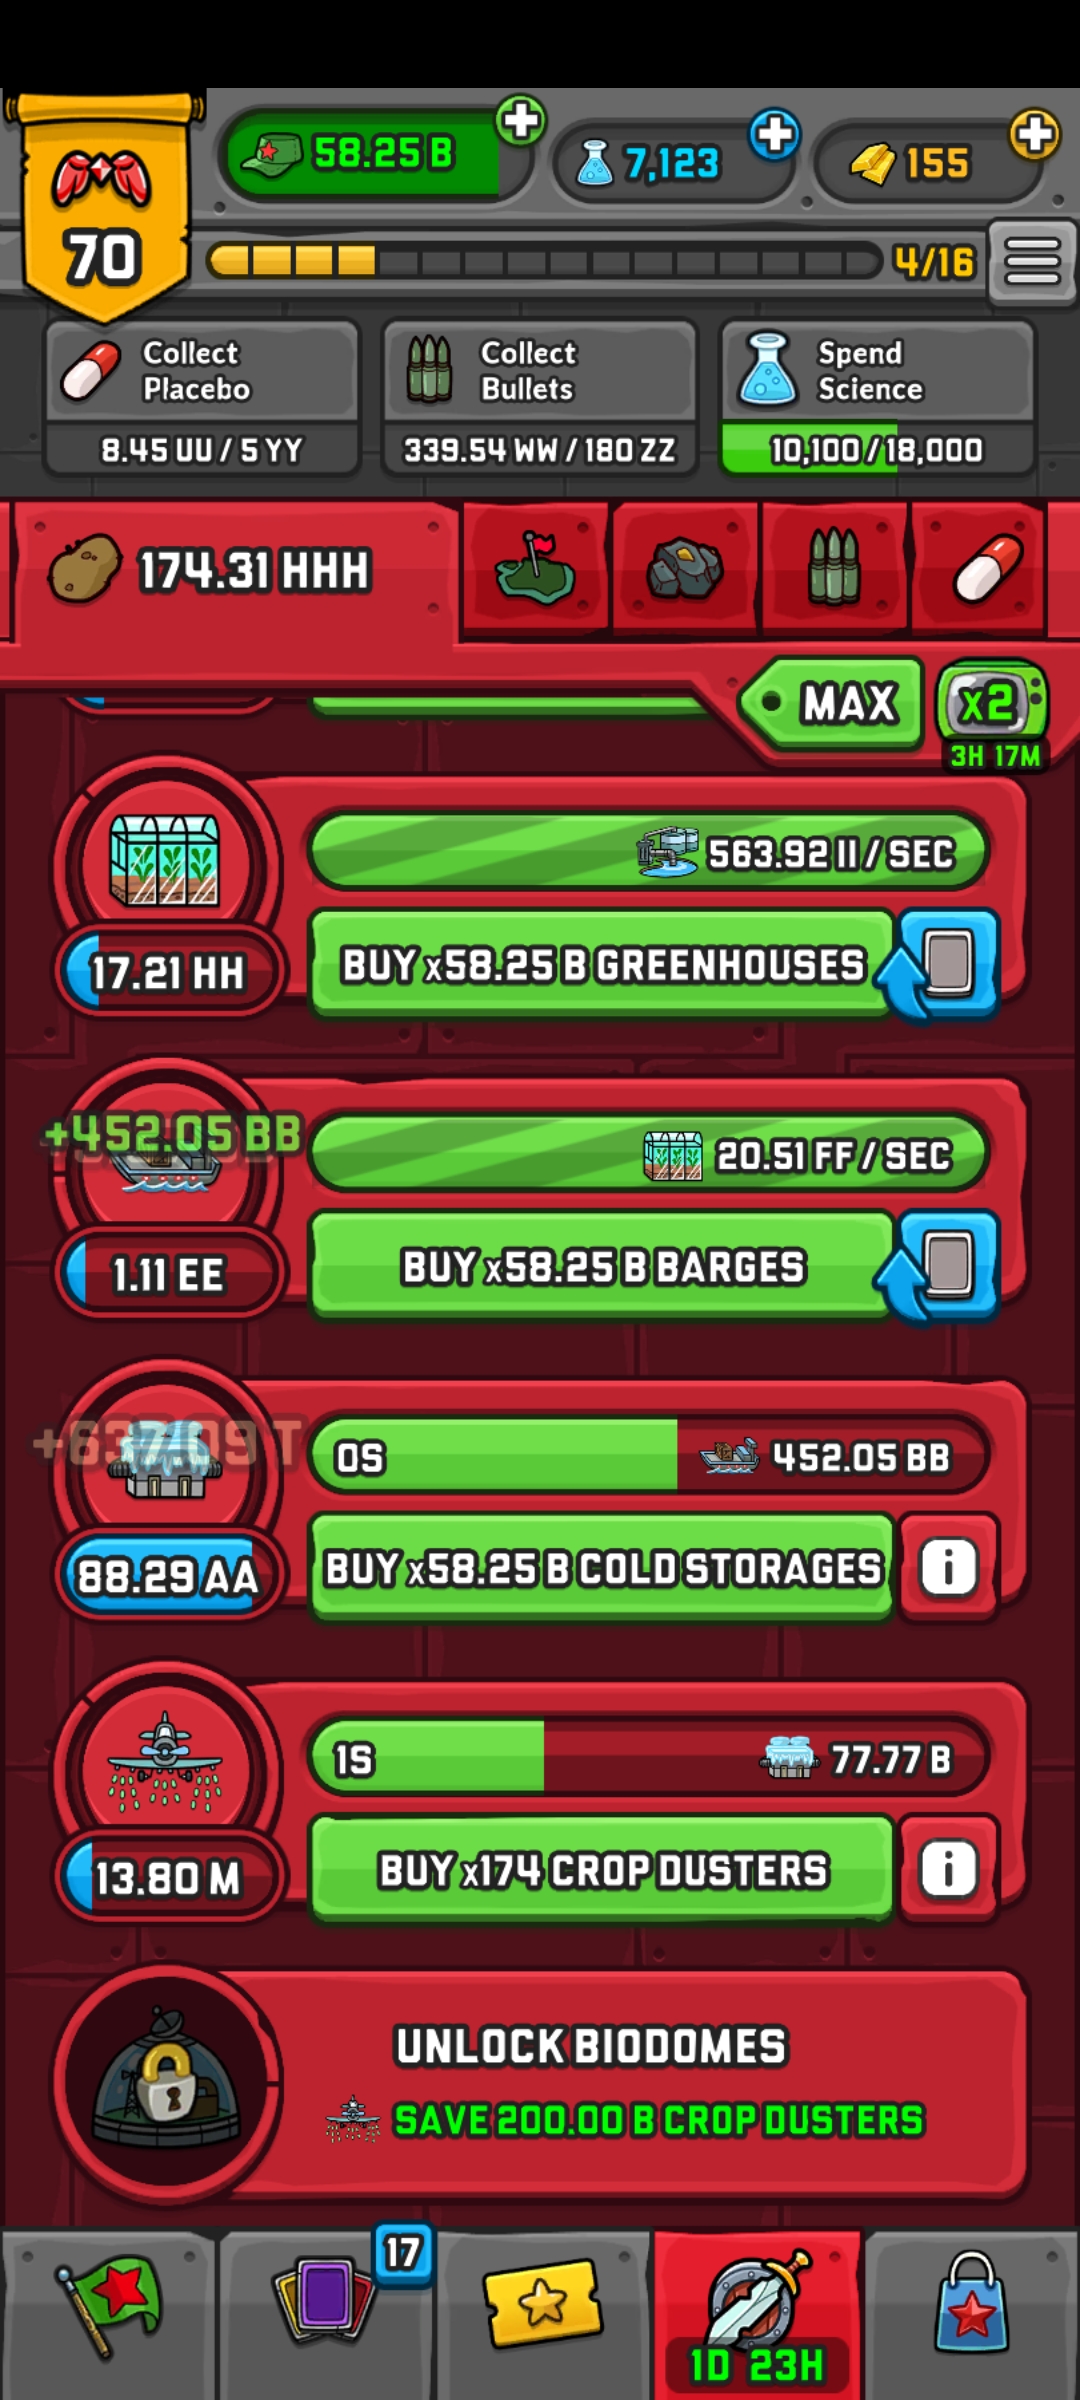 58.25 B
7,123
155
70
4/16
Collect
Placebo
8.45 UU / 5 YY
Collect
Bullets
339.54 WW / 180 ZZ
Spend
Science
10,100 / 18,000
174.31 HHH
MAX
x2
3H 17M
563.92 II / SEC
17.21 HH
BUY x58.25 B GREENHOUSES
+452.05 BB
20.51 FF / SEC
1.11 EE
BUY x58.25 B BARGES
+637.09 T
0S
452.05 BB
88.29 AA
BUY x58.25 B COLD STORAGES
i
1S
77.77 B
13.80 M
BUY x174 CROP DUSTERS
i
UNLOCK BIODOMES
SAVE 200.00 B CROP DUSTERS
17
1D 23H